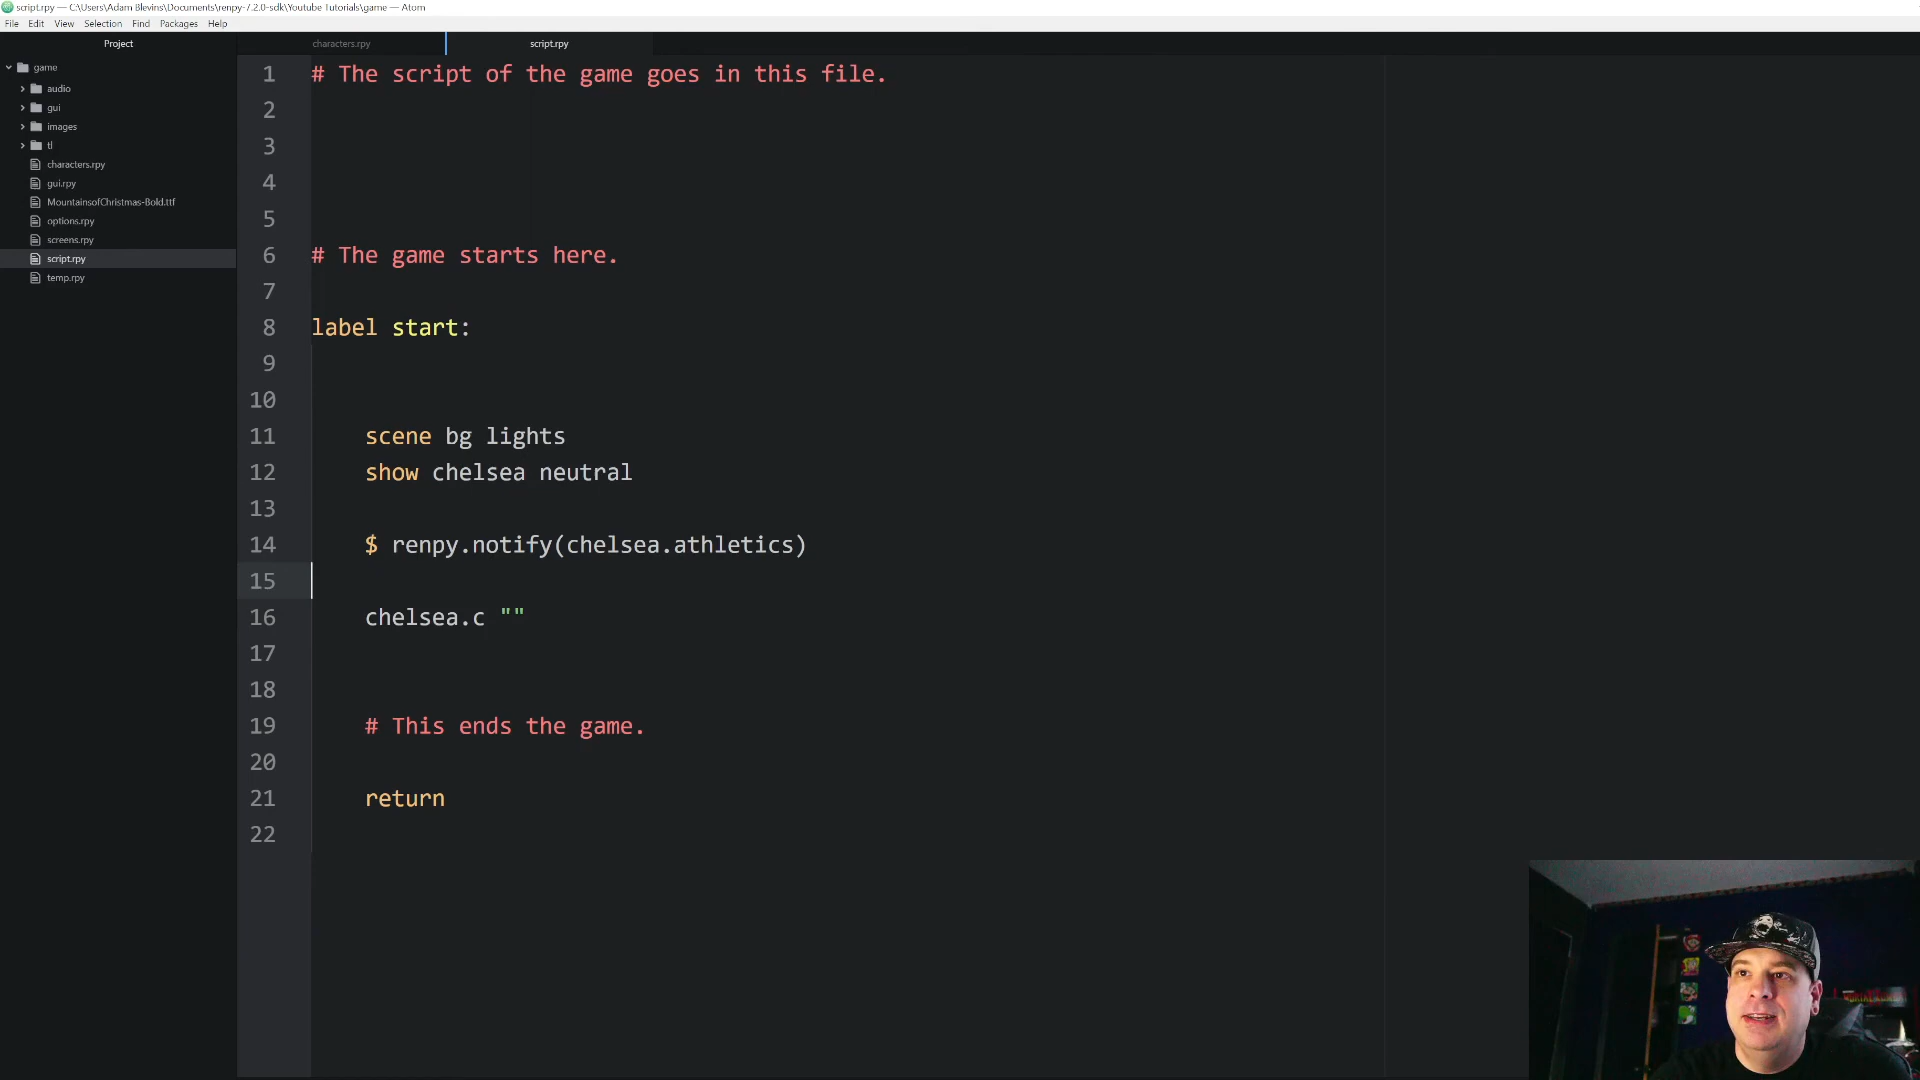 script.rpy — C:\Users\Adam Blevins\Documents\renpy-7.2.0-sdk\Youtube Tutorials\game — Atom
File Edit View Selection Find Packages Help
Project
characters.rpy
script.rpy
game
audio
gui
images
tl
characters.rpy
gui.rpy
MountainsofChristmas-Bold.ttf
options.rpy
screens.rpy
script.rpy
temp.rpy
1 # The script of the game goes in this file.
2
3
4
5
6 # The game starts here.
7
8 label start:
9
10
11 scene bg lights
12 show chelsea neutral
13
14 $ renpy.notify(chelsea.athletics)
15
16 chelsea.c ""
17
18
19 # This ends the game.
20
21 return
22